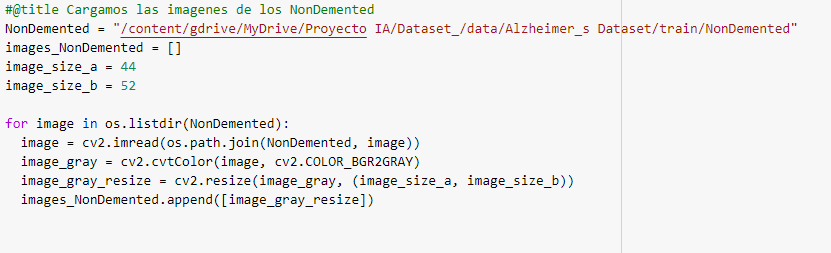 #@title Cargamos las imagenes de los NonDemented
NonDemented = "/content/gdrive/MyDrive/Proyecto IA/Dataset_/data/Alzheimer_s Dataset/train/NonDemented"
images_NonDemented = []
image_size_a = 44
image_size_b = 52

for image in os.listdir(NonDemented):
  image = cv2.imread(os.path.join(NonDemented, image))
  image_gray = cv2.cvtColor(image, cv2.COLOR_BGR2GRAY)
  image_gray_resize = cv2.resize(image_gray, (image_size_a, image_size_b))
  images_NonDemented.append([image_gray_resize])